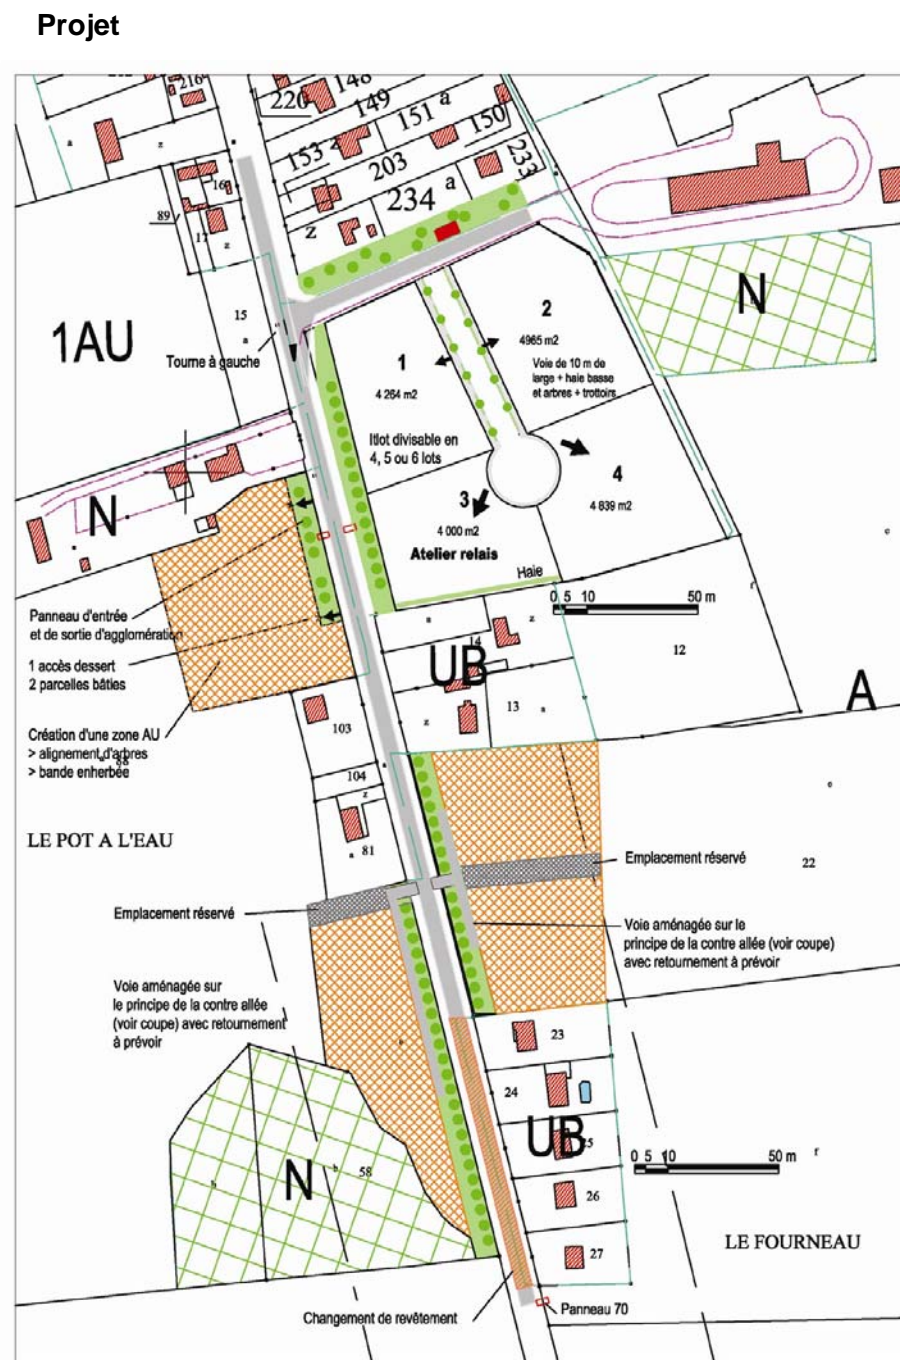 Projet
216
220
148
149
151 a
150
a
z
153
z
203
233
16
234
a
89
17
z
z
1AU
15
a
N
2
4965 m2
Tourne à gauche
1
4 264 m2
Voie de 10 m de
large + haie basse
et arbres + trottoirs
Itlot divisable en
4, 5 ou 6 lots
4
4 839 m2
N
3
4 000 m2
Atelier relais
Haie
0 5 10 50 m
r
Panneau d'entrée
et de sortie d'agglomération
a
z
14
12
1 accès dessert
2 parcelles bâties
UB
A
13
a
z
103
Création d'une zone AU
> alignement d'arbres
88
> bande enherbée
104
z
LE POT A L'EAU
a 81
Emplacement réservé
22
Emplacement réservé
Voie aménagée sur le
principe de la contre allée (voir coupe)
avec retournement à prévoir
Voie aménagée sur
le principe de la contre allée
(voir coupe) avec retournement
à prévoir
23
24
UB
25
0 5 10 50 m
r
N
h
h
58
26
LE FOURNEAU
27
Changement de revêtement
Panneau 70